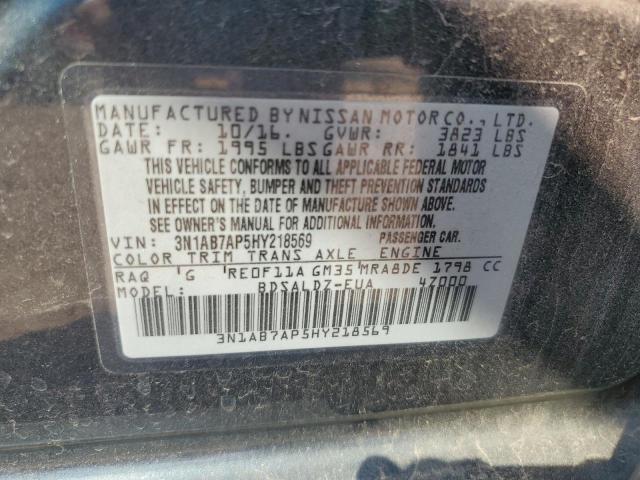 MANUFACTURED BY NISSAN MOTOR CO., LTD.
DATE: 10/16. GVWR: 3823 LBS
GAWR FR: 1995 LBS GAWR RR: 1841 LBS
THIS VEHICLE CONFORMS TO ALL APPLICABLE FEDERAL MOTOR
VEHICLE SAFETY, BUMPER AND THEFT PREVENTION STANDARDS
IN EFFECT ON THE DATE OF MANUFACTURE SHOWN ABOVE.
SEE OWNER'S MANUAL FOR ADDITIONAL INFORMATION.
VIN: 3N1AB7AP5HY218569 PASSENGER CAR.
COLOR TRIM TRANS AXLE ENGINE
RAQ 'G 'RE0F11A GM35'MRA8DE 1798 CC
MODEL: BDSALDZ-EUA 4Z000
3N1AB7AP5HY218569